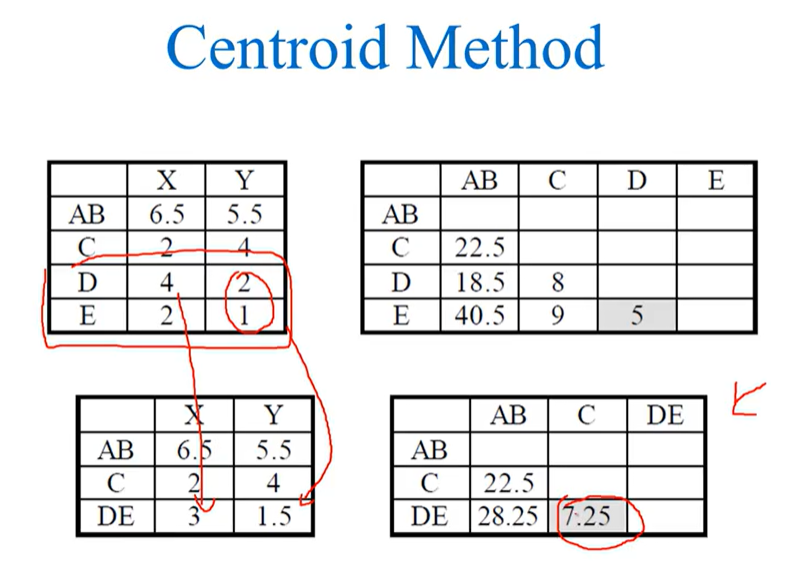 Centroid Method
X Y
AB 6.5 5.5
C 2 4
D 4 2
E 2 1
AB C D E
AB
C 22.5
D 18.5 8
E 40.5 9 5
X Y
AB 6.5 5.5
C 2 4
DE 3 1.5
AB C DE
AB
C 22.5
DE 28.25 7.25